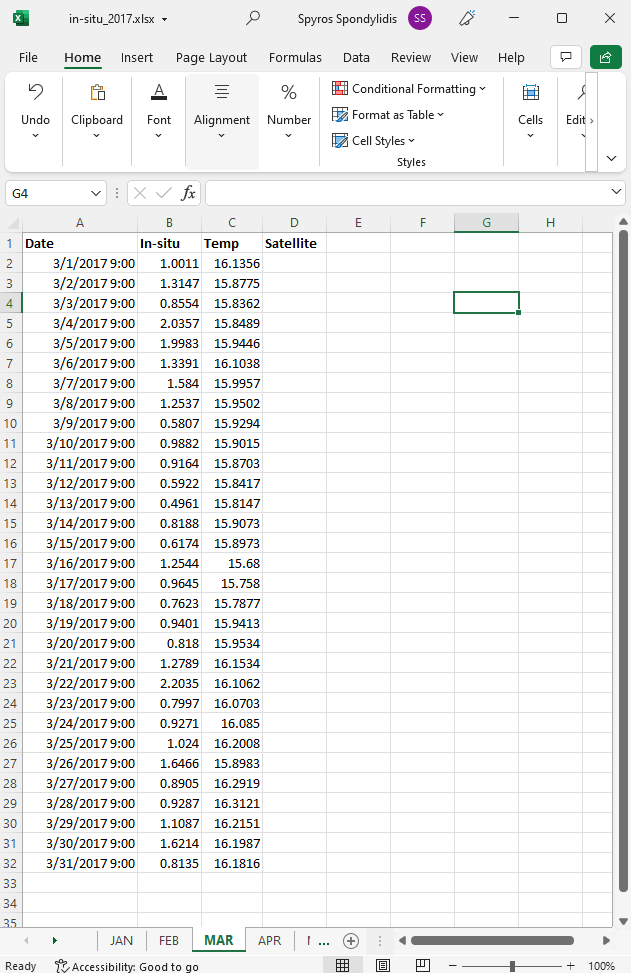 in-situ_2017.xlsx Spyros Spondylidis SS
File Home Insert Page Layout Formulas Data Review View Help
Undo Clipboard Font Alignment Number Conditional Formatting Format as Table Cell Styles Cells Edit
Styles
G4 fx
A B C D E F G H
1 Date In-situ Temp Satellite
2 3/1/2017 9:00 1.0011 16.1356
3 3/2/2017 9:00 1.3147 15.8775
4 3/3/2017 9:00 0.8554 15.8362
5 3/4/2017 9:00 2.0357 15.8489
6 3/5/2017 9:00 1.9983 15.9446
7 3/6/2017 9:00 1.3391 16.1038
8 3/7/2017 9:00 1.584 15.9957
9 3/8/2017 9:00 1.2537 15.9502
10 3/9/2017 9:00 0.5807 15.9294
11 3/10/2017 9:00 0.9882 15.9015
12 3/11/2017 9:00 0.9164 15.8703
13 3/12/2017 9:00 0.5922 15.8417
14 3/13/2017 9:00 0.4961 15.8147
15 3/14/2017 9:00 0.8188 15.9073
16 3/15/2017 9:00 0.6174 15.8973
17 3/16/2017 9:00 1.2544 15.68
18 3/17/2017 9:00 0.9645 15.758
19 3/18/2017 9:00 0.7623 15.7877
20 3/19/2017 9:00 0.9401 15.9413
21 3/20/2017 9:00 0.818 15.9534
22 3/21/2017 9:00 1.2789 16.1534
23 3/22/2017 9:00 2.2035 16.1062
24 3/23/2017 9:00 0.7997 16.0703
25 3/24/2017 9:00 0.9271 16.085
26 3/25/2017 9:00 1.024 16.2008
27 3/26/2017 9:00 1.6466 15.8983
28 3/27/2017 9:00 0.8905 16.2919
29 3/28/2017 9:00 0.9287 16.3121
30 3/29/2017 9:00 1.1087 16.2151
31 3/30/2017 9:00 1.6214 16.1987
32 3/31/2017 9:00 0.8135 16.1816
33
34
35
JAN FEB MAR APR ...
Ready Accessibility: Good to go 100%